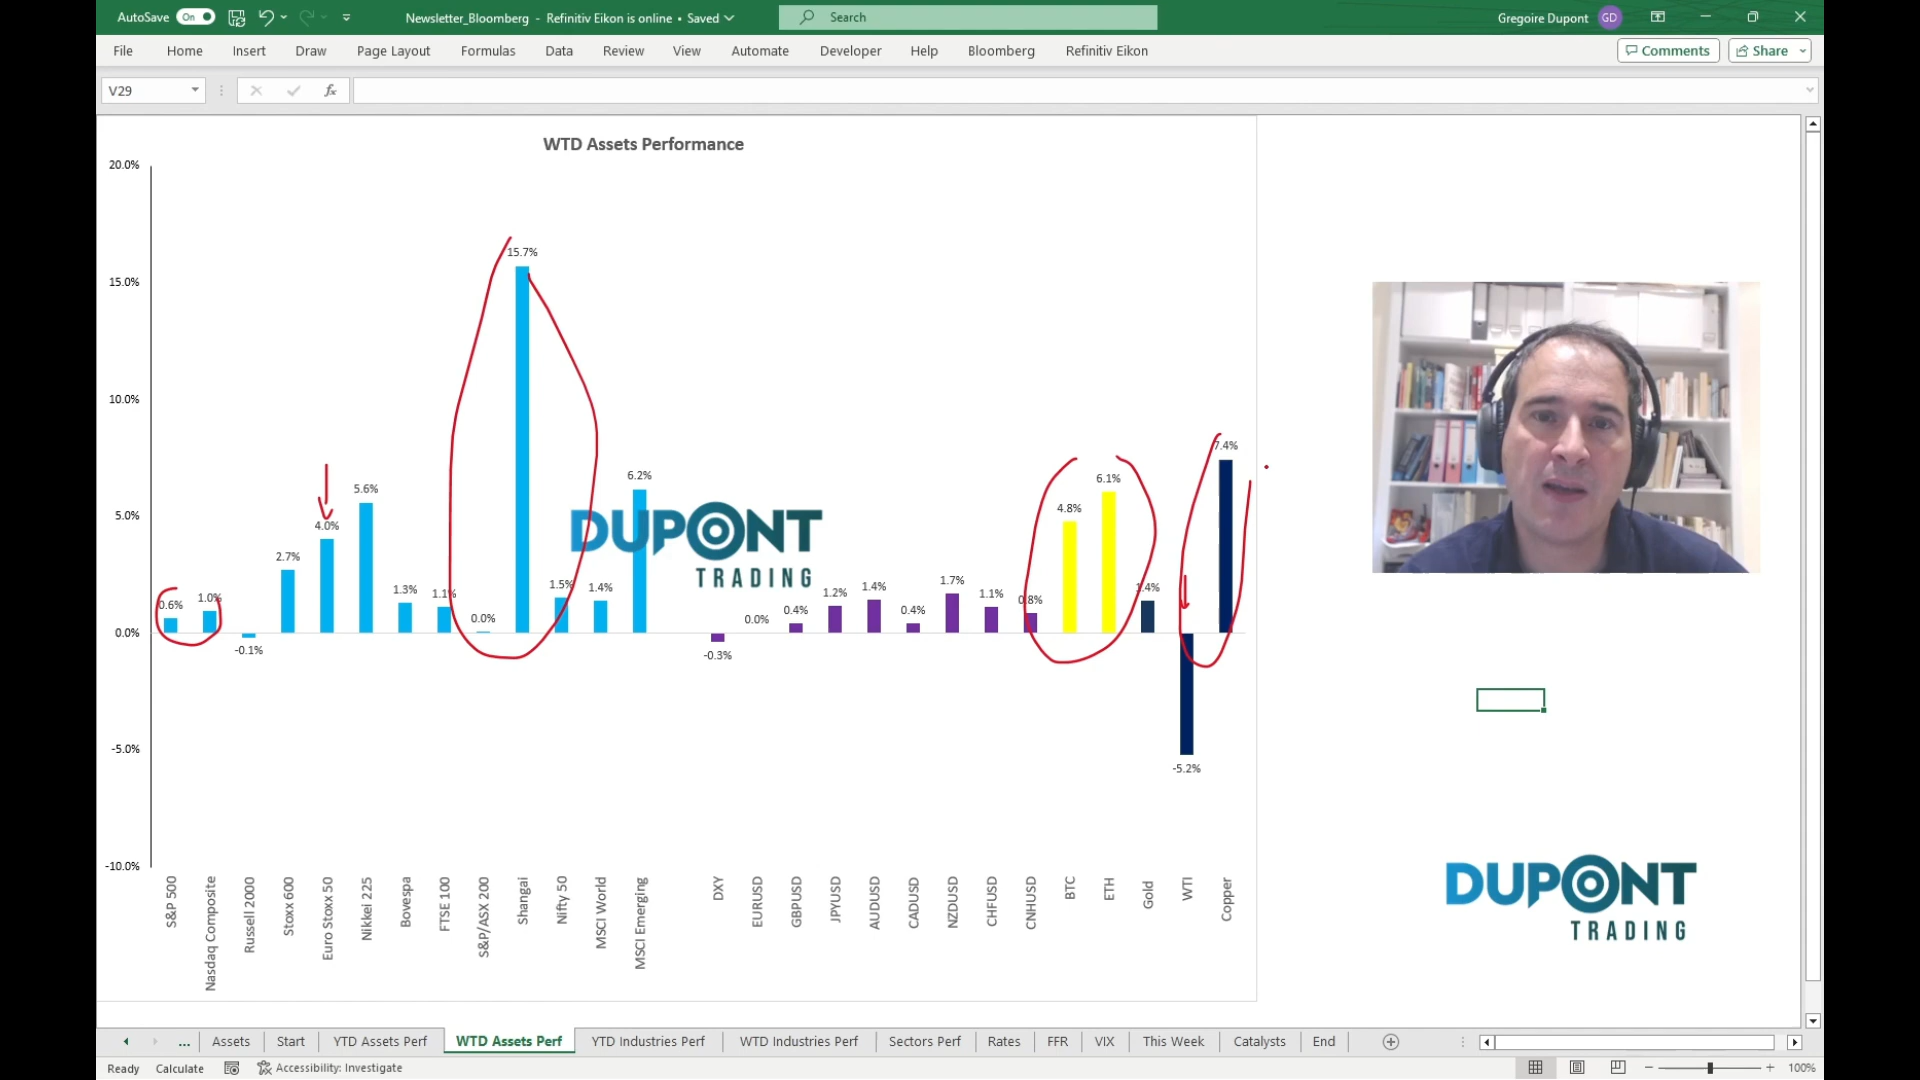 AutoSave On Newsletter_Bloomberg - Refinitiv Eikon is online • Saved Search Gregoire Dupont GD
File Home Insert Draw Page Layout Formulas Data Review View Automate Developer Help Bloomberg Refinitiv Eikon Comments Share
V29 fx
WTD Assets Performance
20.0%
15.0%
10.0%
5.0%
0.0%
-5.0%
-10.0%
0.6%
1.0%
-0.1%
2.7%
4.0%
5.6%
1.3%
1.1%
0.0%
15.7%
1.5%
1.4%
6.2%
-0.3%
0.0%
0.4%
1.2%
1.4%
0.4%
1.7%
1.1%
0.8%
4.8%
6.1%
1.4%
-5.2%
7.4%
DUPONT
TRADING
S&P 500
Nasdaq Composite
Russell 2000
Stoxx 600
Euro Stoxx 50
Nikkei 225
Bovespa
FTSE 100
S&P/ASX 200
Shangai
Nifty 50
MSCI World
MSCI Emerging
DXY
EURUSD
GBPUSD
JPYUSD
AUDUSD
CADUSD
NZDUSD
CHFUSD
CNHUSD
BTC
ETH
Gold
WTI
Copper
DUPONT
TRADING
... Assets Start YTD Assets Perf WTD Assets Perf YTD Industries Perf WTD Industries Perf Sectors Perf Rates FFR VIX This Week Catalysts End
Ready Calculate Accessibility: Investigate 100%